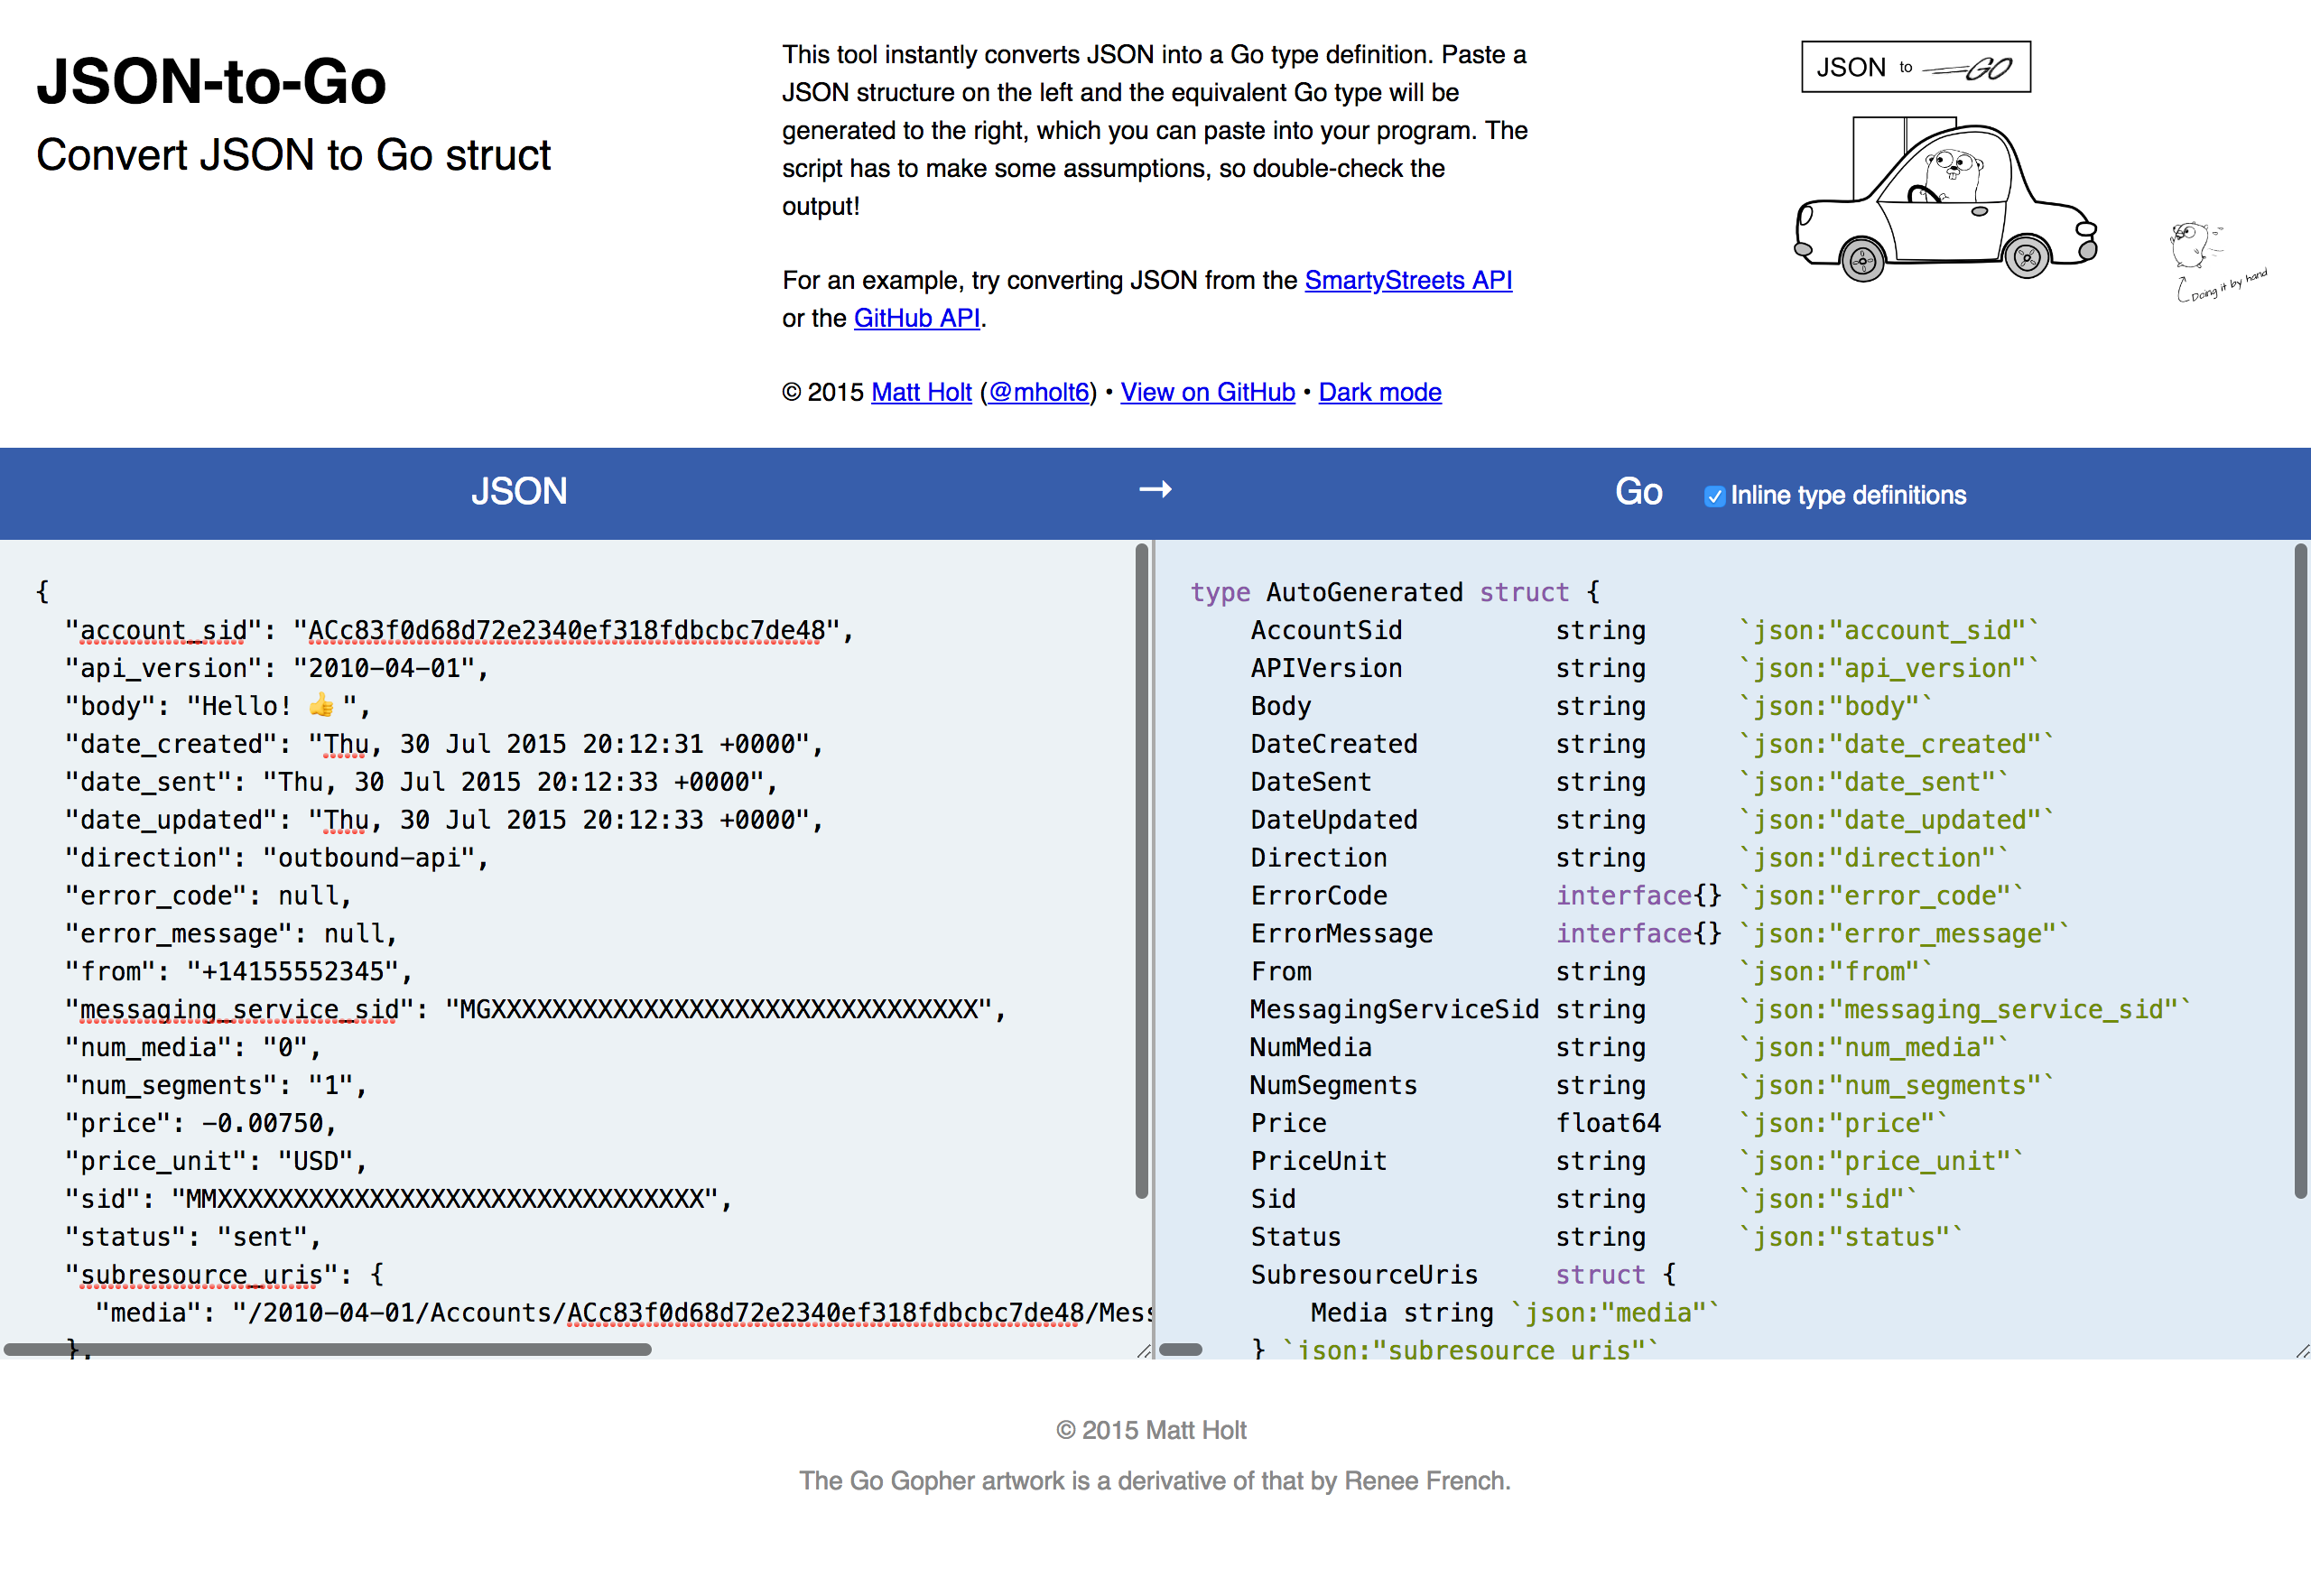 JSON-to-Go
Convert JSON to Go struct
This tool instantly converts JSON into a Go type definition. Paste a
JSON structure on the left and the equivalent Go type will be
generated to the right, which you can paste into your program. The
script has to make some assumptions, so double-check the
output!
For an example, try converting JSON from the SmartyStreets API
or the GitHub API.
© 2015 Matt Holt (@mholt6) • View on GitHub • Dark mode
JSON to GO
Doing it by hand
JSON → Go Inline type definitions
{
  "account_sid": "ACc83f0d68d72e2340ef318fdbcbc7de48",
  "api_version": "2010-04-01",
  "body": "Hello! 👍 ",
  "date_created": "Thu, 30 Jul 2015 20:12:31 +0000",
  "date_sent": "Thu, 30 Jul 2015 20:12:33 +0000",
  "date_updated": "Thu, 30 Jul 2015 20:12:33 +0000",
  "direction": "outbound-api",
  "error_code": null,
  "error_message": null,
  "from": "+14155552345",
  "messaging_service_sid": "MGXXXXXXXXXXXXXXXXXXXXXXXXXXXXXXXX",
  "num_media": "0",
  "num_segments": "1",
  "price": -0.00750,
  "price_unit": "USD",
  "sid": "MMXXXXXXXXXXXXXXXXXXXXXXXXXXXXXXXX",
  "status": "sent",
  "subresource_uris": {
    "media": "/2010-04-01/Accounts/ACc83f0d68d72e2340ef318fdbcbc7de48/Mess
  },
type AutoGenerated struct {
    AccountSid          string      `json:"account_sid"`
    APIVersion          string      `json:"api_version"`
    Body                string      `json:"body"`
    DateCreated         string      `json:"date_created"`
    DateSent            string      `json:"date_sent"`
    DateUpdated         string      `json:"date_updated"`
    Direction           string      `json:"direction"`
    ErrorCode           interface{} `json:"error_code"`
    ErrorMessage        interface{} `json:"error_message"`
    From                string      `json:"from"`
    MessagingServiceSid string      `json:"messaging_service_sid"`
    NumMedia            string      `json:"num_media"`
    NumSegments         string      `json:"num_segments"`
    Price               float64     `json:"price"`
    PriceUnit           string      `json:"price_unit"`
    Sid                 string      `json:"sid"`
    Status              string      `json:"status"`
    SubresourceUris     struct {
        Media string `json:"media"`
    } `json:"subresource_uris"`
© 2015 Matt Holt
The Go Gopher artwork is a derivative of that by Renee French.